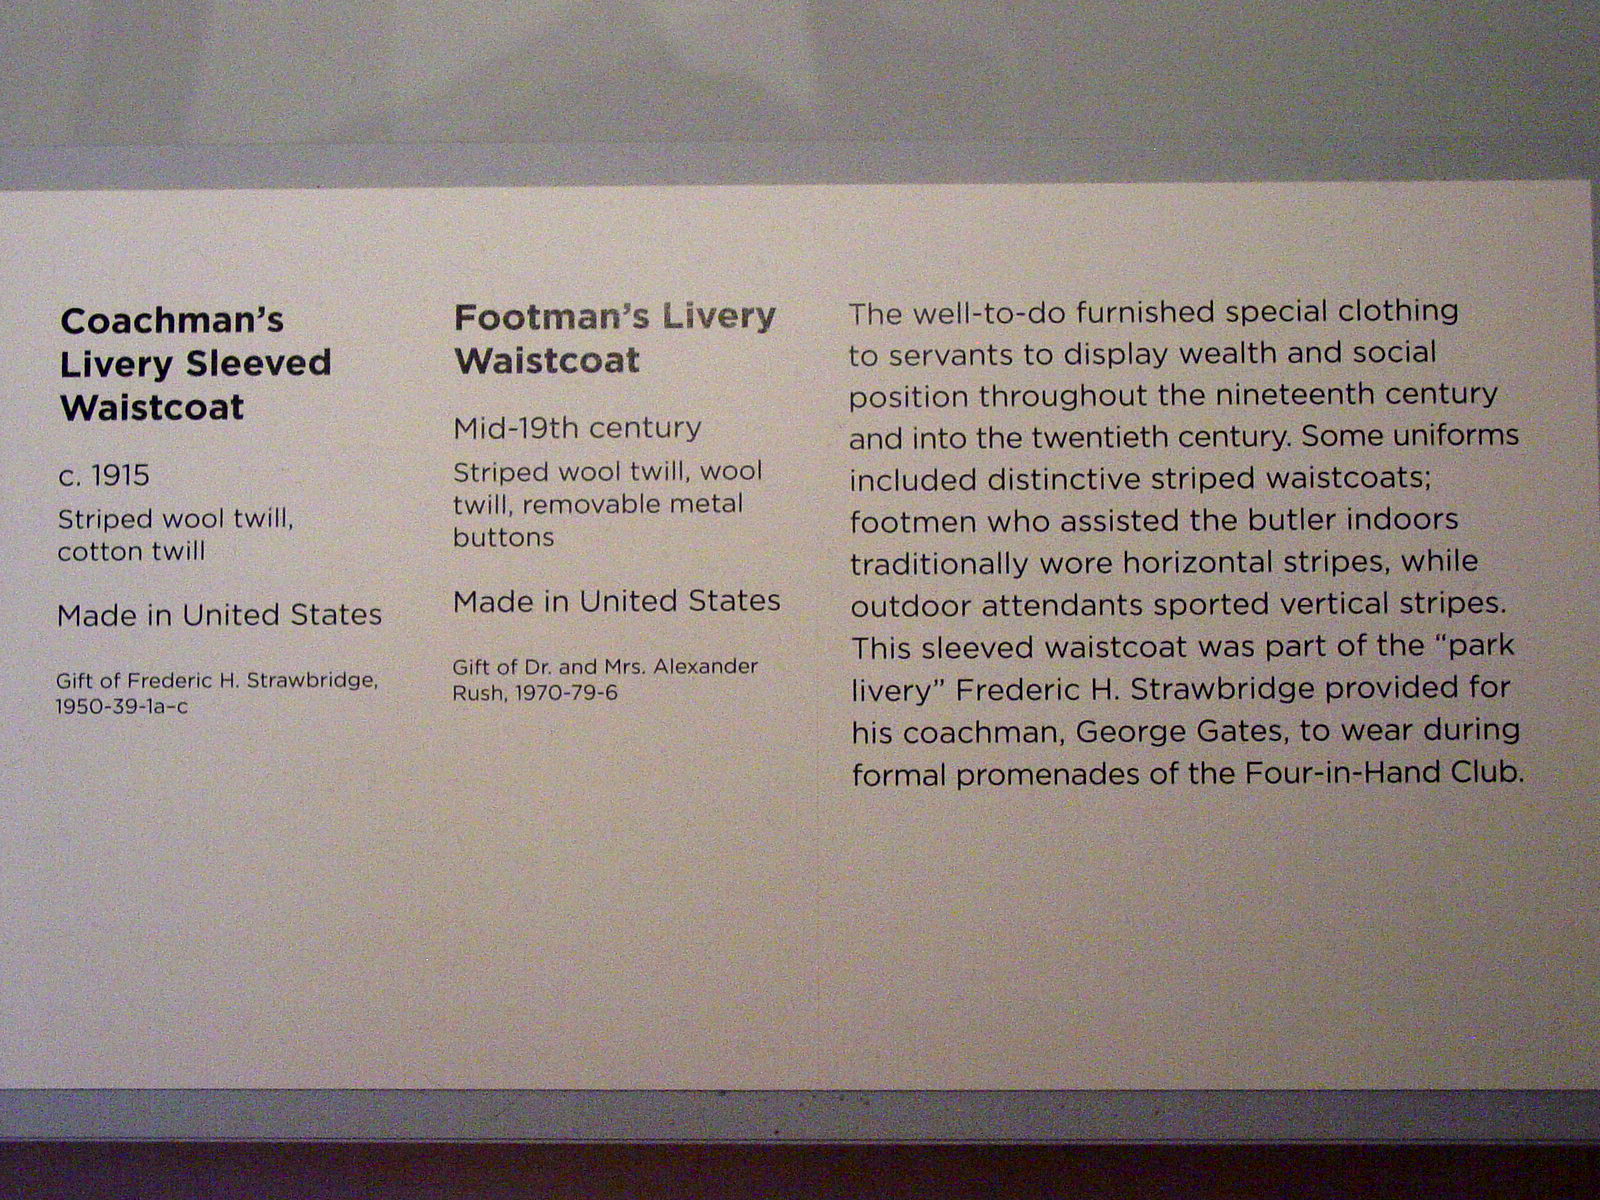 Coachman's
Livery Sleeved
Waistcoat
c. 1915
Striped wool twill,
cotton twill
Made in United States
Gift of Frederic H. Strawbridge,
1950-39-1a–c
Footman's Livery
Waistcoat
Mid-19th century
Striped wool twill, wool
twill, removable metal
buttons
Made in United States
Gift of Dr. and Mrs. Alexander
Rush, 1970-79-6
The well-to-do furnished special clothing
to servants to display wealth and social
position throughout the nineteenth century
and into the twentieth century. Some uniforms
included distinctive striped waistcoats;
footmen who assisted the butler indoors
traditionally wore horizontal stripes, while
outdoor attendants sported vertical stripes.
This sleeved waistcoat was part of the “park
livery” Frederic H. Strawbridge provided for
his coachman, George Gates, to wear during
formal promenades of the Four-in-Hand Club.